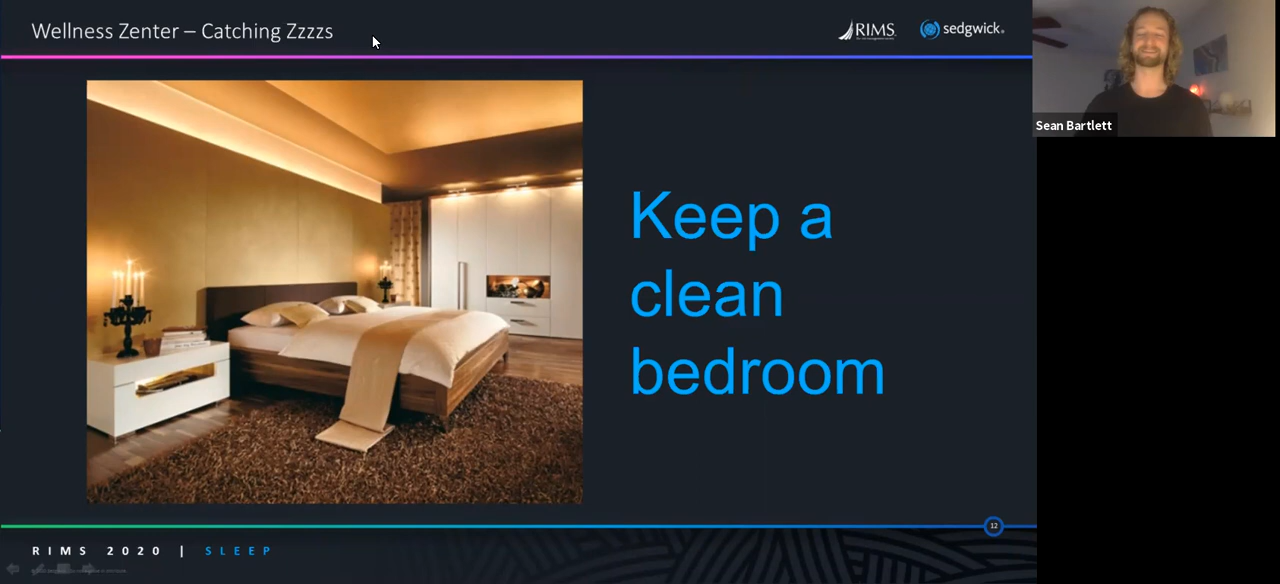 Wellness Zenter – Catching Zzzzs
RIMS
sedgwick.
Sean Bartlett
Keep a
clean
bedroom
12
RIMS 2020 | SLEEP